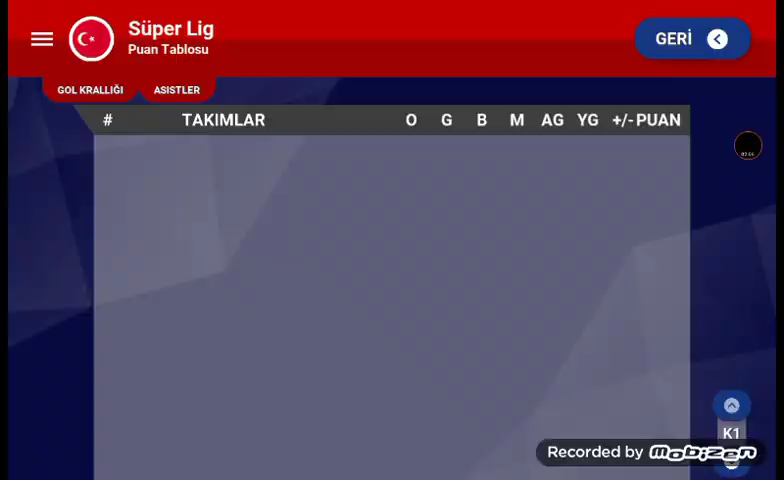 Süper Lig
Puan Tablosu
GERİ
GOL KRALLIĞI ASISTLER
# TAKIMLAR O G B M AG YG +/- PUAN
K1
Recorded by Mobizen